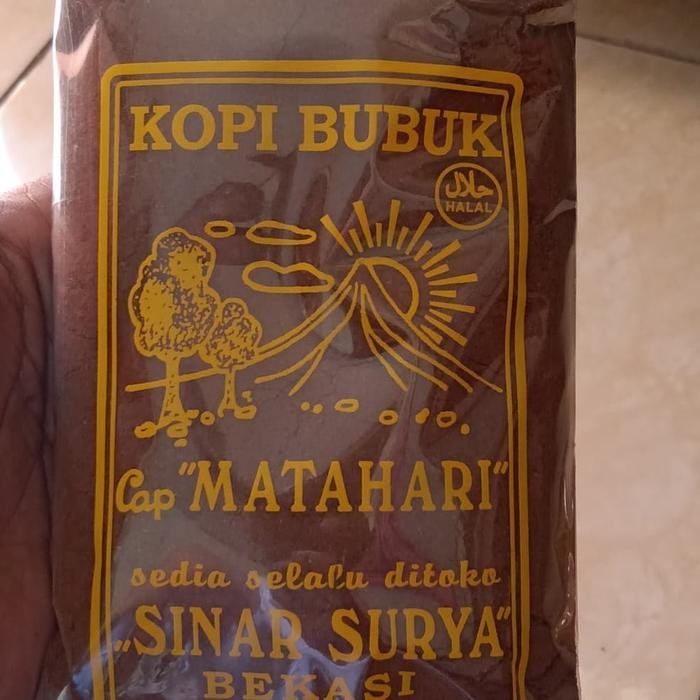 KOPI BUBUK
حلال
HALAL
Cap "MATAHARI"
sedia selalu ditoko
„SINAR SURYA"
BEKASI